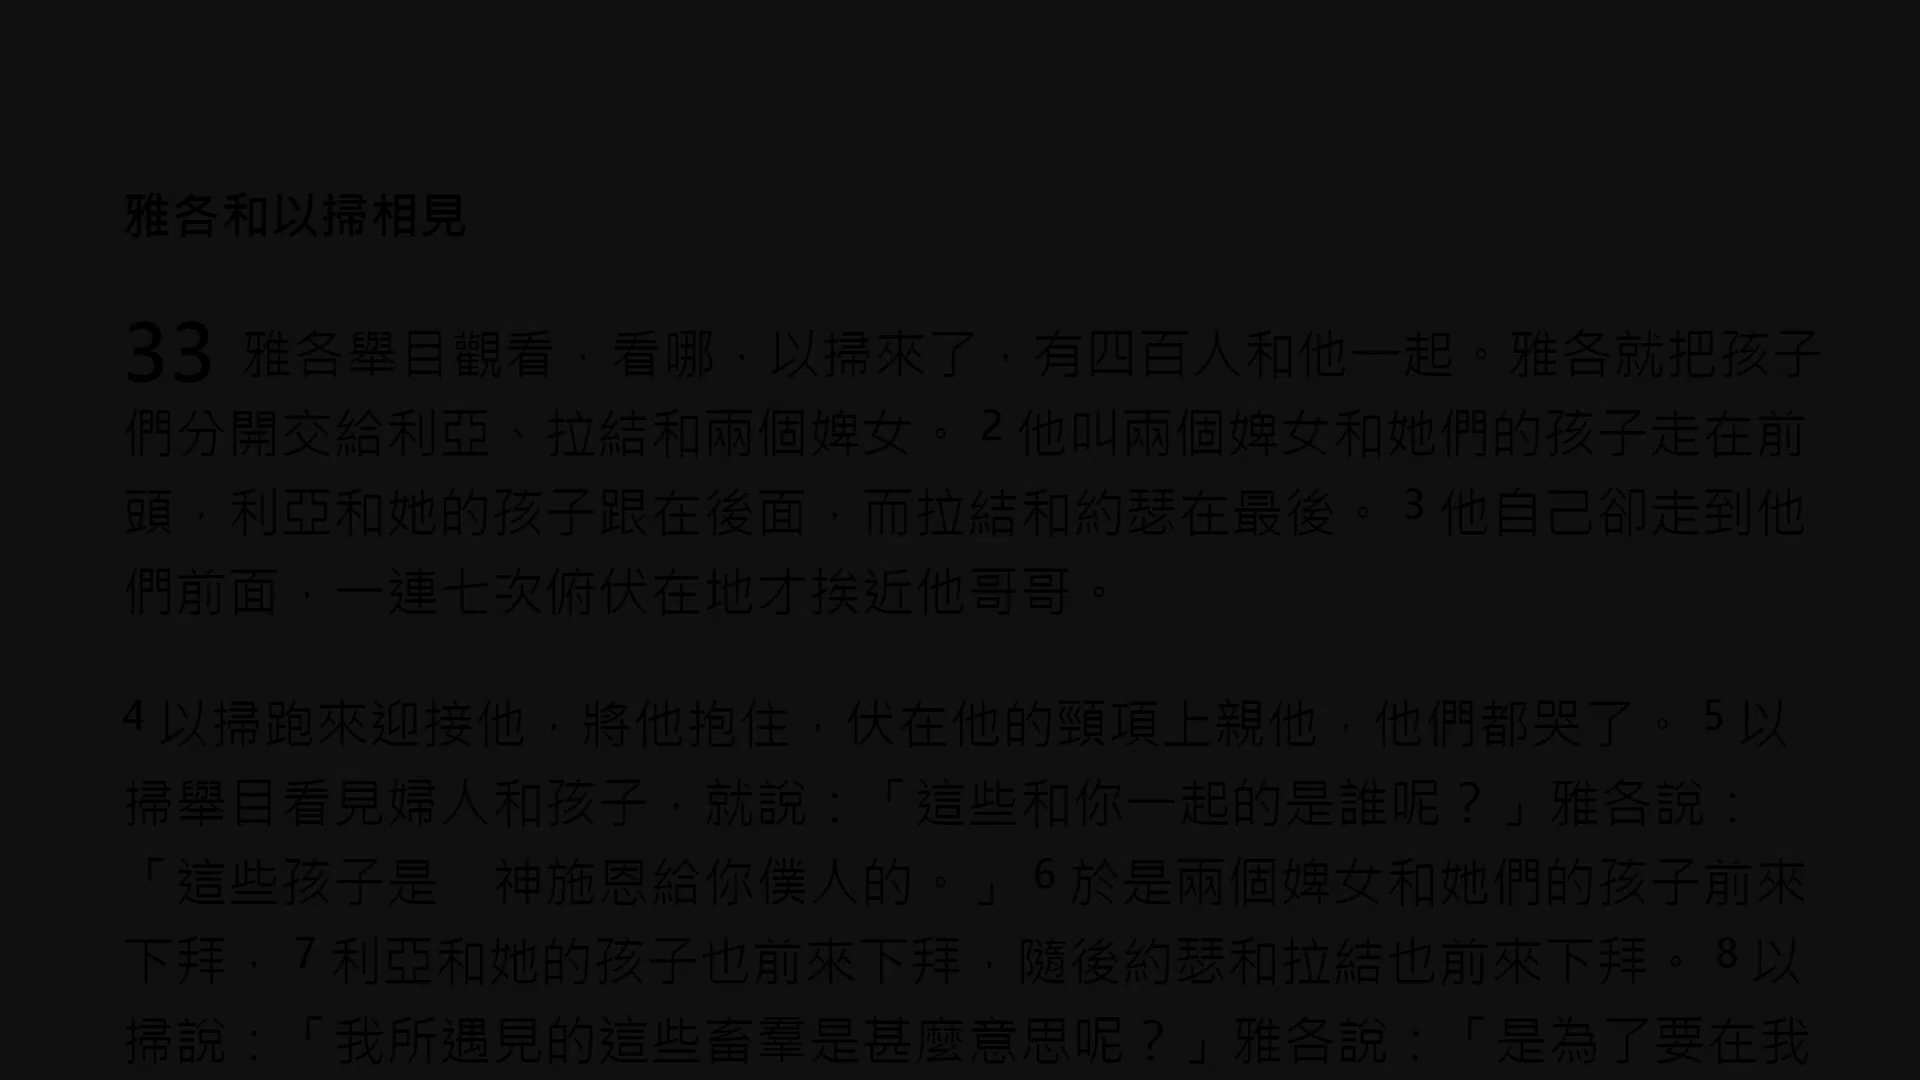 雅各和以掃相見
33 雅各舉目觀看，看哪，以掃來了，有四百人和他一起。雅各就把孩子
們分開交給利亞、拉結和兩個婢女。2 他叫兩個婢女和她們的孩子走在前
頭，利亞和她的孩子跟在後面，而拉結和約瑟在最後。3 他自己卻走到他
們前面，一連七次俯伏在地才挨近他哥哥。
4 以掃跑來迎接他，將他抱住，伏在他的頸項上親他，他們都哭了。5 以
掃舉目看見婦人和孩子，就說：「這些和你一起的是誰呢？」雅各說：
「這些孩子是　神施恩給你僕人的。」6 於是兩個婢女和她們的孩子前來
下拜，7 利亞和她的孩子也前來下拜，隨後約瑟和拉結也前來下拜。8 以
掃說：「我所遇見的這些畜羣是甚麼意思呢？」雅各說：「是為了要在我